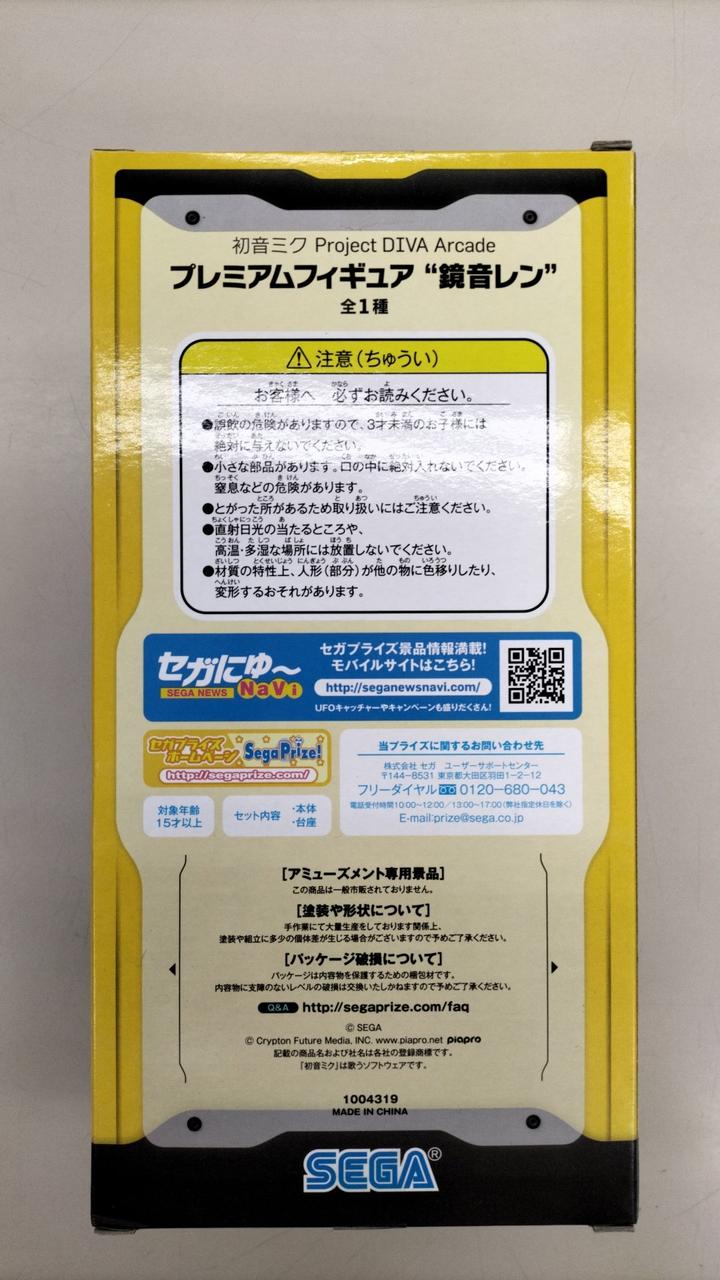 初音ミク Project DIVA Arcade
プレミアムフィギュア “鏡音レン”
全1種
注意(ちゅうい)
お客様へ 必ずお読みください。
●誤飲の危険がありますので、3才未満のお子様には
絶対に与えないでください。
●小さな部品があります。口の中に絶対入れないでください。
窒息などの危険があります。
●とがった所があるため取り扱いにはご注意ください。
●直射日光の当たるところや、
高温・多湿な場所には放置しないでください。
●材質の特性上、人形(部分)が他の物に色移りしたり、
変形するおそれがあります。
セガにゅ〜
SEGA NEWS NaVi
セガプライズ景品情報満載!
モバイルサイトはこちら!
http://seganewsnavi.com/
UFOキャッチャーやキャンペーンも盛りだくさん!
セガプライズ
ホームページ SegaPrize!
http://segaprize.com/
対象年齢
15才以上
セット内容
・本体
・台座
当プライズに関するお問い合わせ先
株式会社 セガ ユーザーサポートセンター
〒144-8531 東京都大田区羽田1-2-12
フリーダイヤル 0120-680-043
電話受付時間10:00〜12:00/13:00〜17:00(弊社指定休日を除く)
E-mail:prize@sega.co.jp
[アミューズメント専用景品]
この商品は一般市販されておりません。
[塗装や形状について]
手作業にて大量生産をしております関係上、
塗装や組立に多少の個体差が生じる場合がございますので予めご了承ください。
[パッケージ破損について]
パッケージは内容物を保護するための梱包材です。
内容物に支障のないレベルの破損は交換いたしかねますので予めご了承ください。
Q&A http://segaprize.com/faq
© SEGA
© Crypton Future Media, INC. www.piapro.net piapro
記載の商品名および社名は各社の登録商標です。
「初音ミク」は歌うソフトウェアです。
1004319
MADE IN CHINA
SEGA®